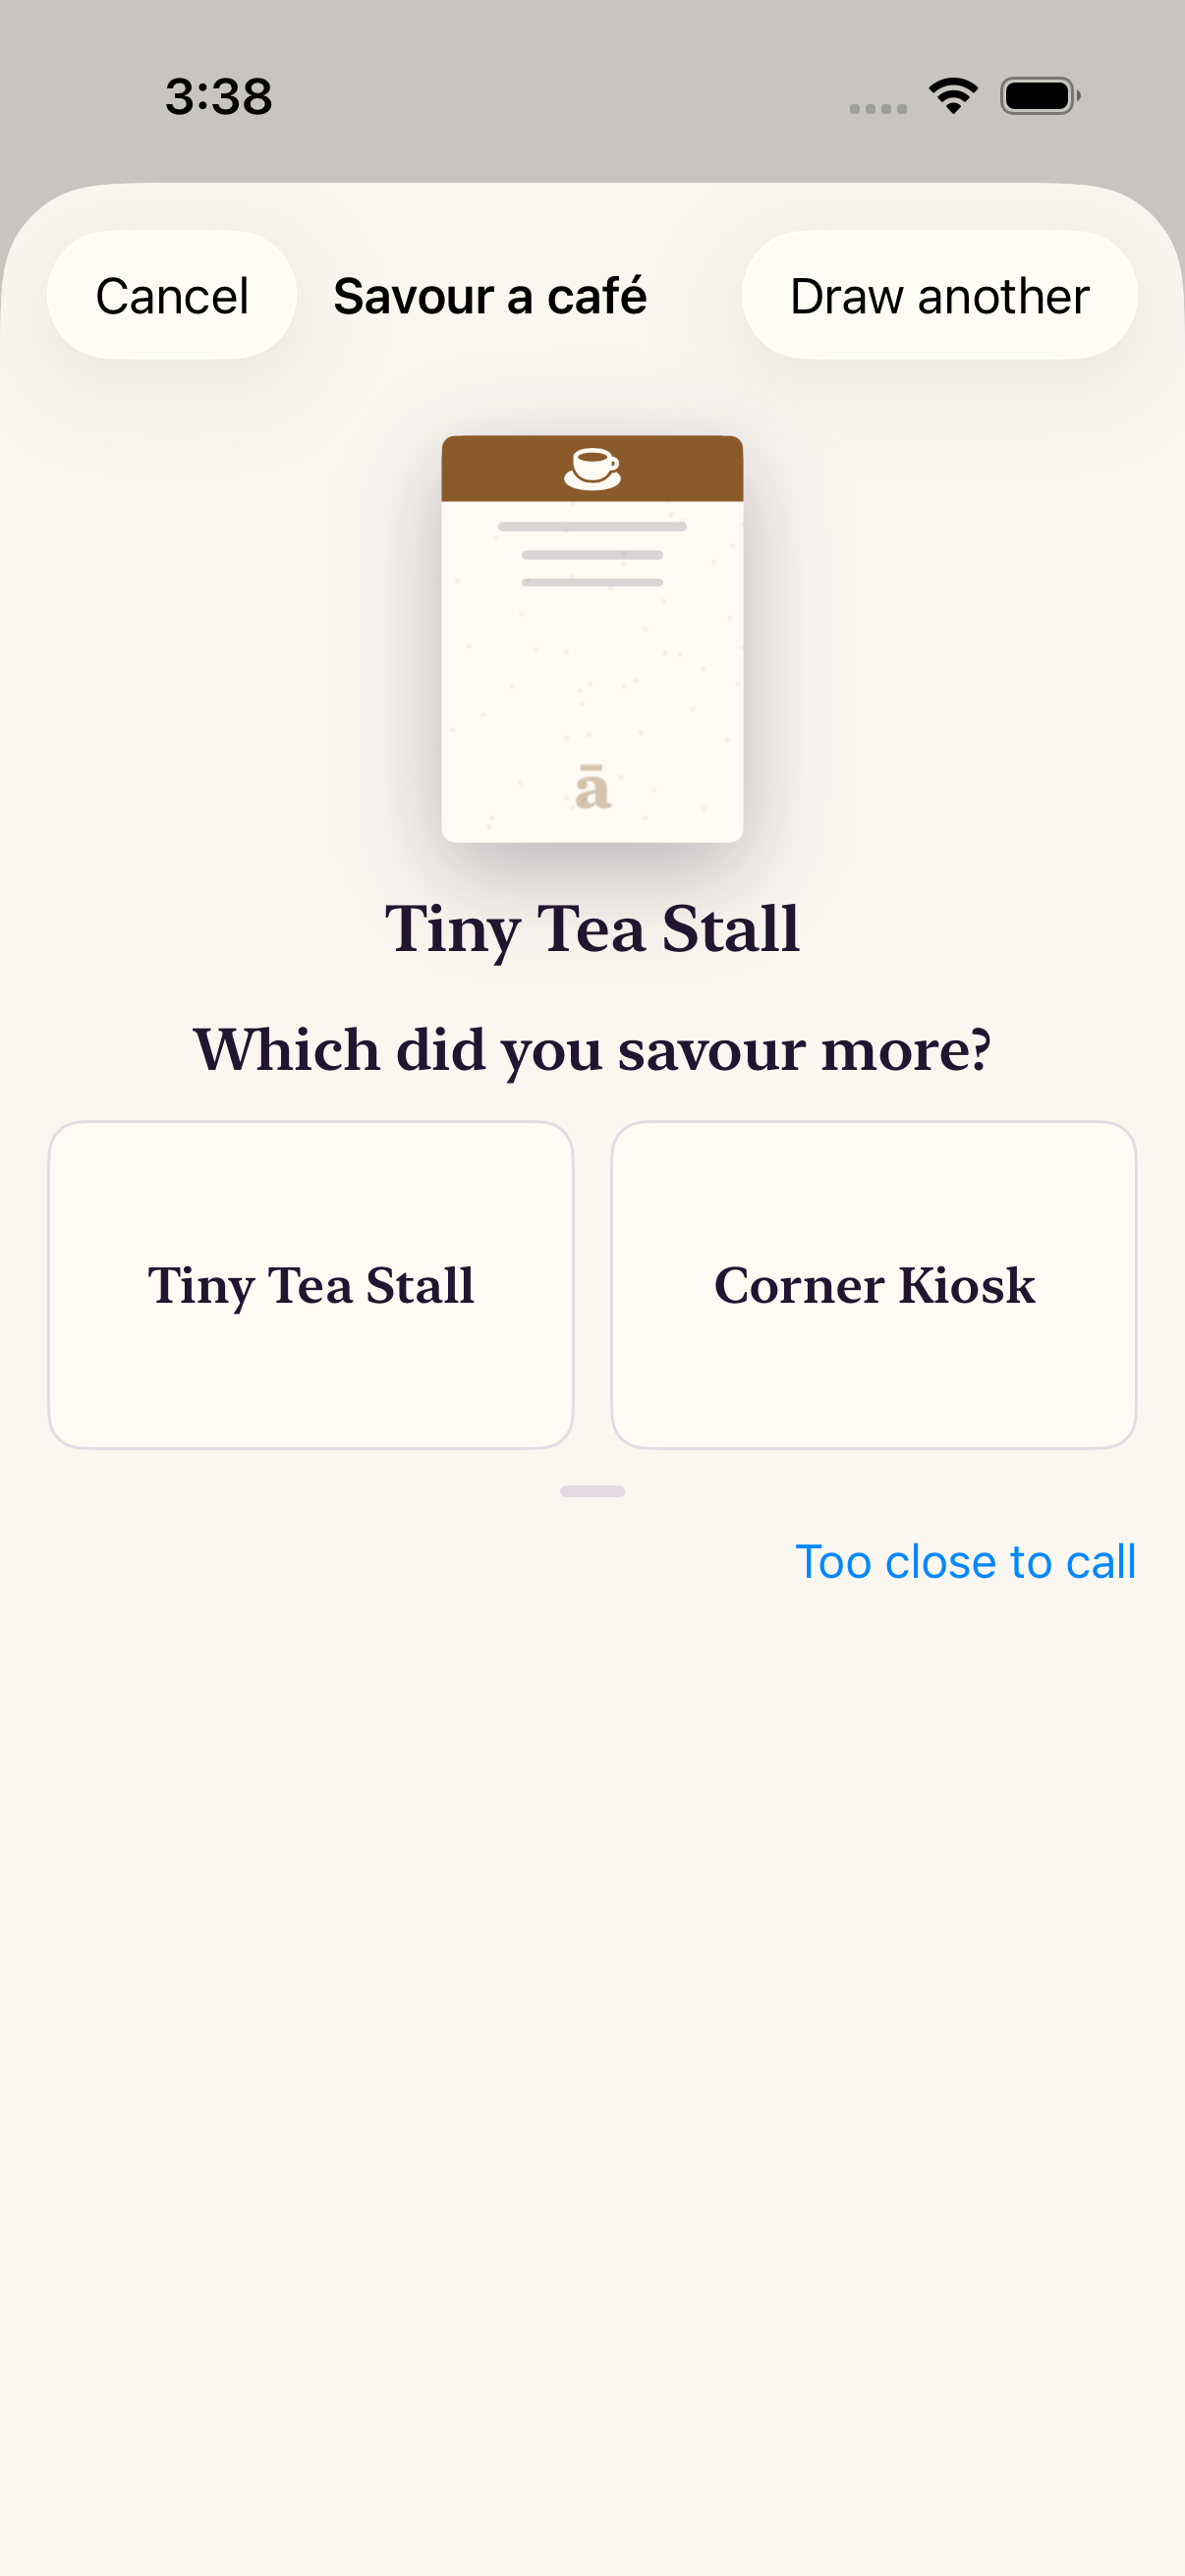 3:38
Cancel Savour a café Draw another
ā
Tiny Tea Stall
Which did you savour more?
Tiny Tea Stall Corner Kiosk
Too close to call